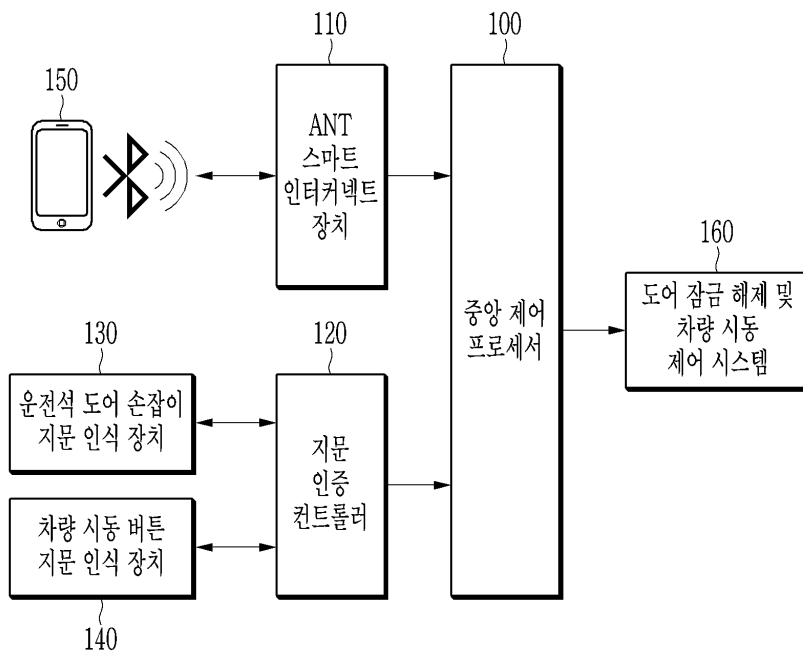 110
100
150
ANT
스마트
인터커넥트
장치
160
도어 잠금 해제 및
차량 시동
제어 시스템
중앙 제어
프로세서
130
120
운전석 도어 손잡이
지문 인식 장치
지문
인증
컨트롤러
차량 시동 버튼
지문 인식 장치
140